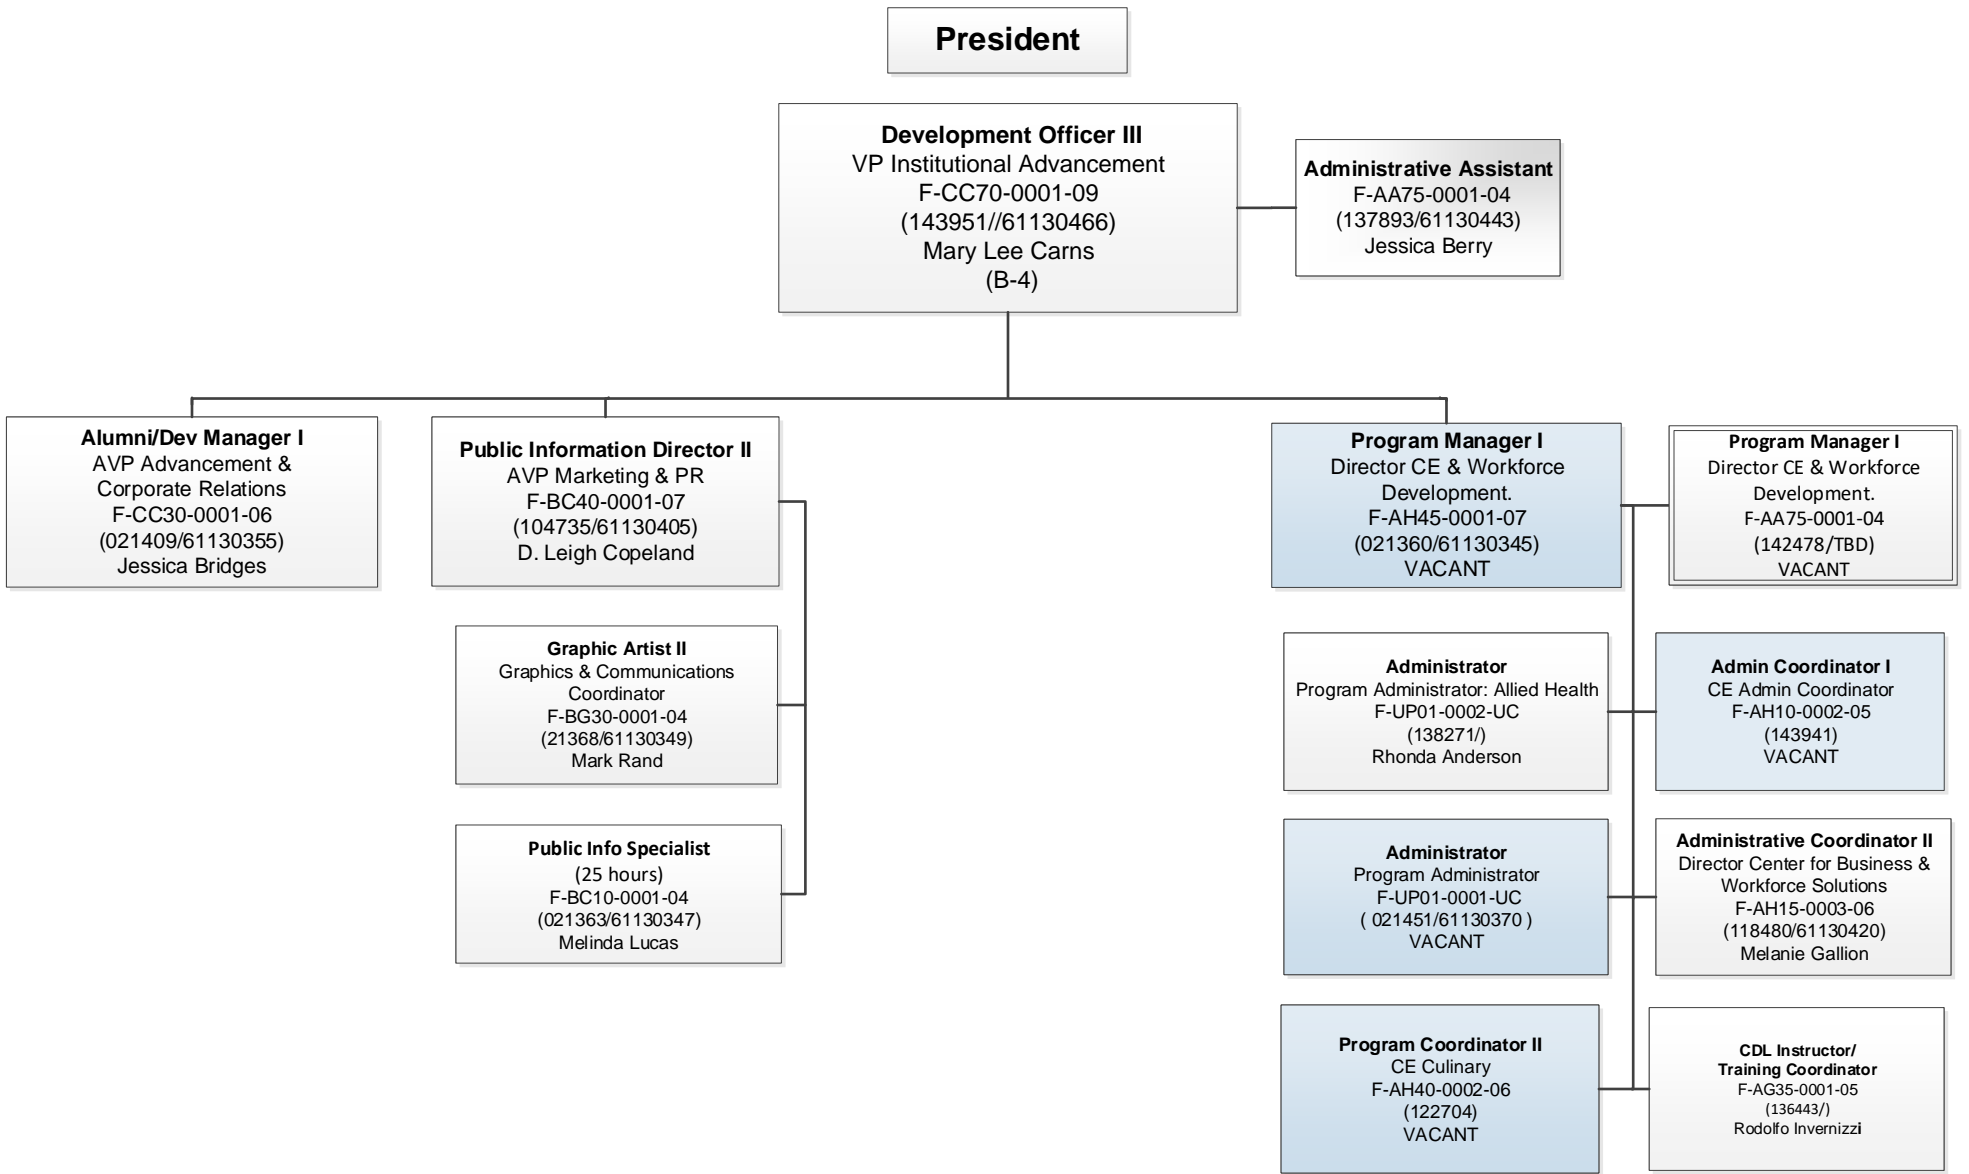 President
Development Officer III
VP Institutional Advancement
F-CC70-0001-09
(143951//61130466)
Mary Lee Carns
(B-4)
Administrative Assistant
F-AA75-0001-04
(137893/61130443)
Jessica Berry
Alumni/Dev Manager I
AVP Advancement &
Corporate Relations
F-CC30-0001-06
(021409/61130355)
Jessica Bridges
Public Information Director II
AVP Marketing & PR
F-BC40-0001-07
(104735/61130405)
D. Leigh Copeland
Program Manager I
Director CE & Workforce
Development.
F-AH45-0001-07
(021360/61130345)
VACANT
Program Manager I
Director CE & Workforce
Development.
F-AA75-0001-04
(142478/TBD)
VACANT
Graphic Artist II
Graphics & Communications
Coordinator
F-BG30-0001-04
(21368/61130349)
Mark Rand
Administrator
Program Administrator: Allied Health
F-UP01-0002-UC
(138271/)
Rhonda Anderson
Admin Coordinator I
CE Admin Coordinator
F-AH10-0002-05
(143941)
VACANT
Public Info Specialist
(25 hours)
F-BC10-0001-04
(021363/61130347)
Melinda Lucas
Administrator
Program Administrator
F-UP01-0001-UC
( 021451/61130370 )
VACANT
Administrative Coordinator II
Director Center for Business &
Workforce Solutions
F-AH15-0003-06
(118480/61130420)
Melanie Gallion
Program Coordinator II
CE Culinary
F-AH40-0002-06
(122704)
VACANT
CDL Instructor/
Training Coordinator
F-AG35-0001-05
(136443/)
Rodolfo Invernizzi